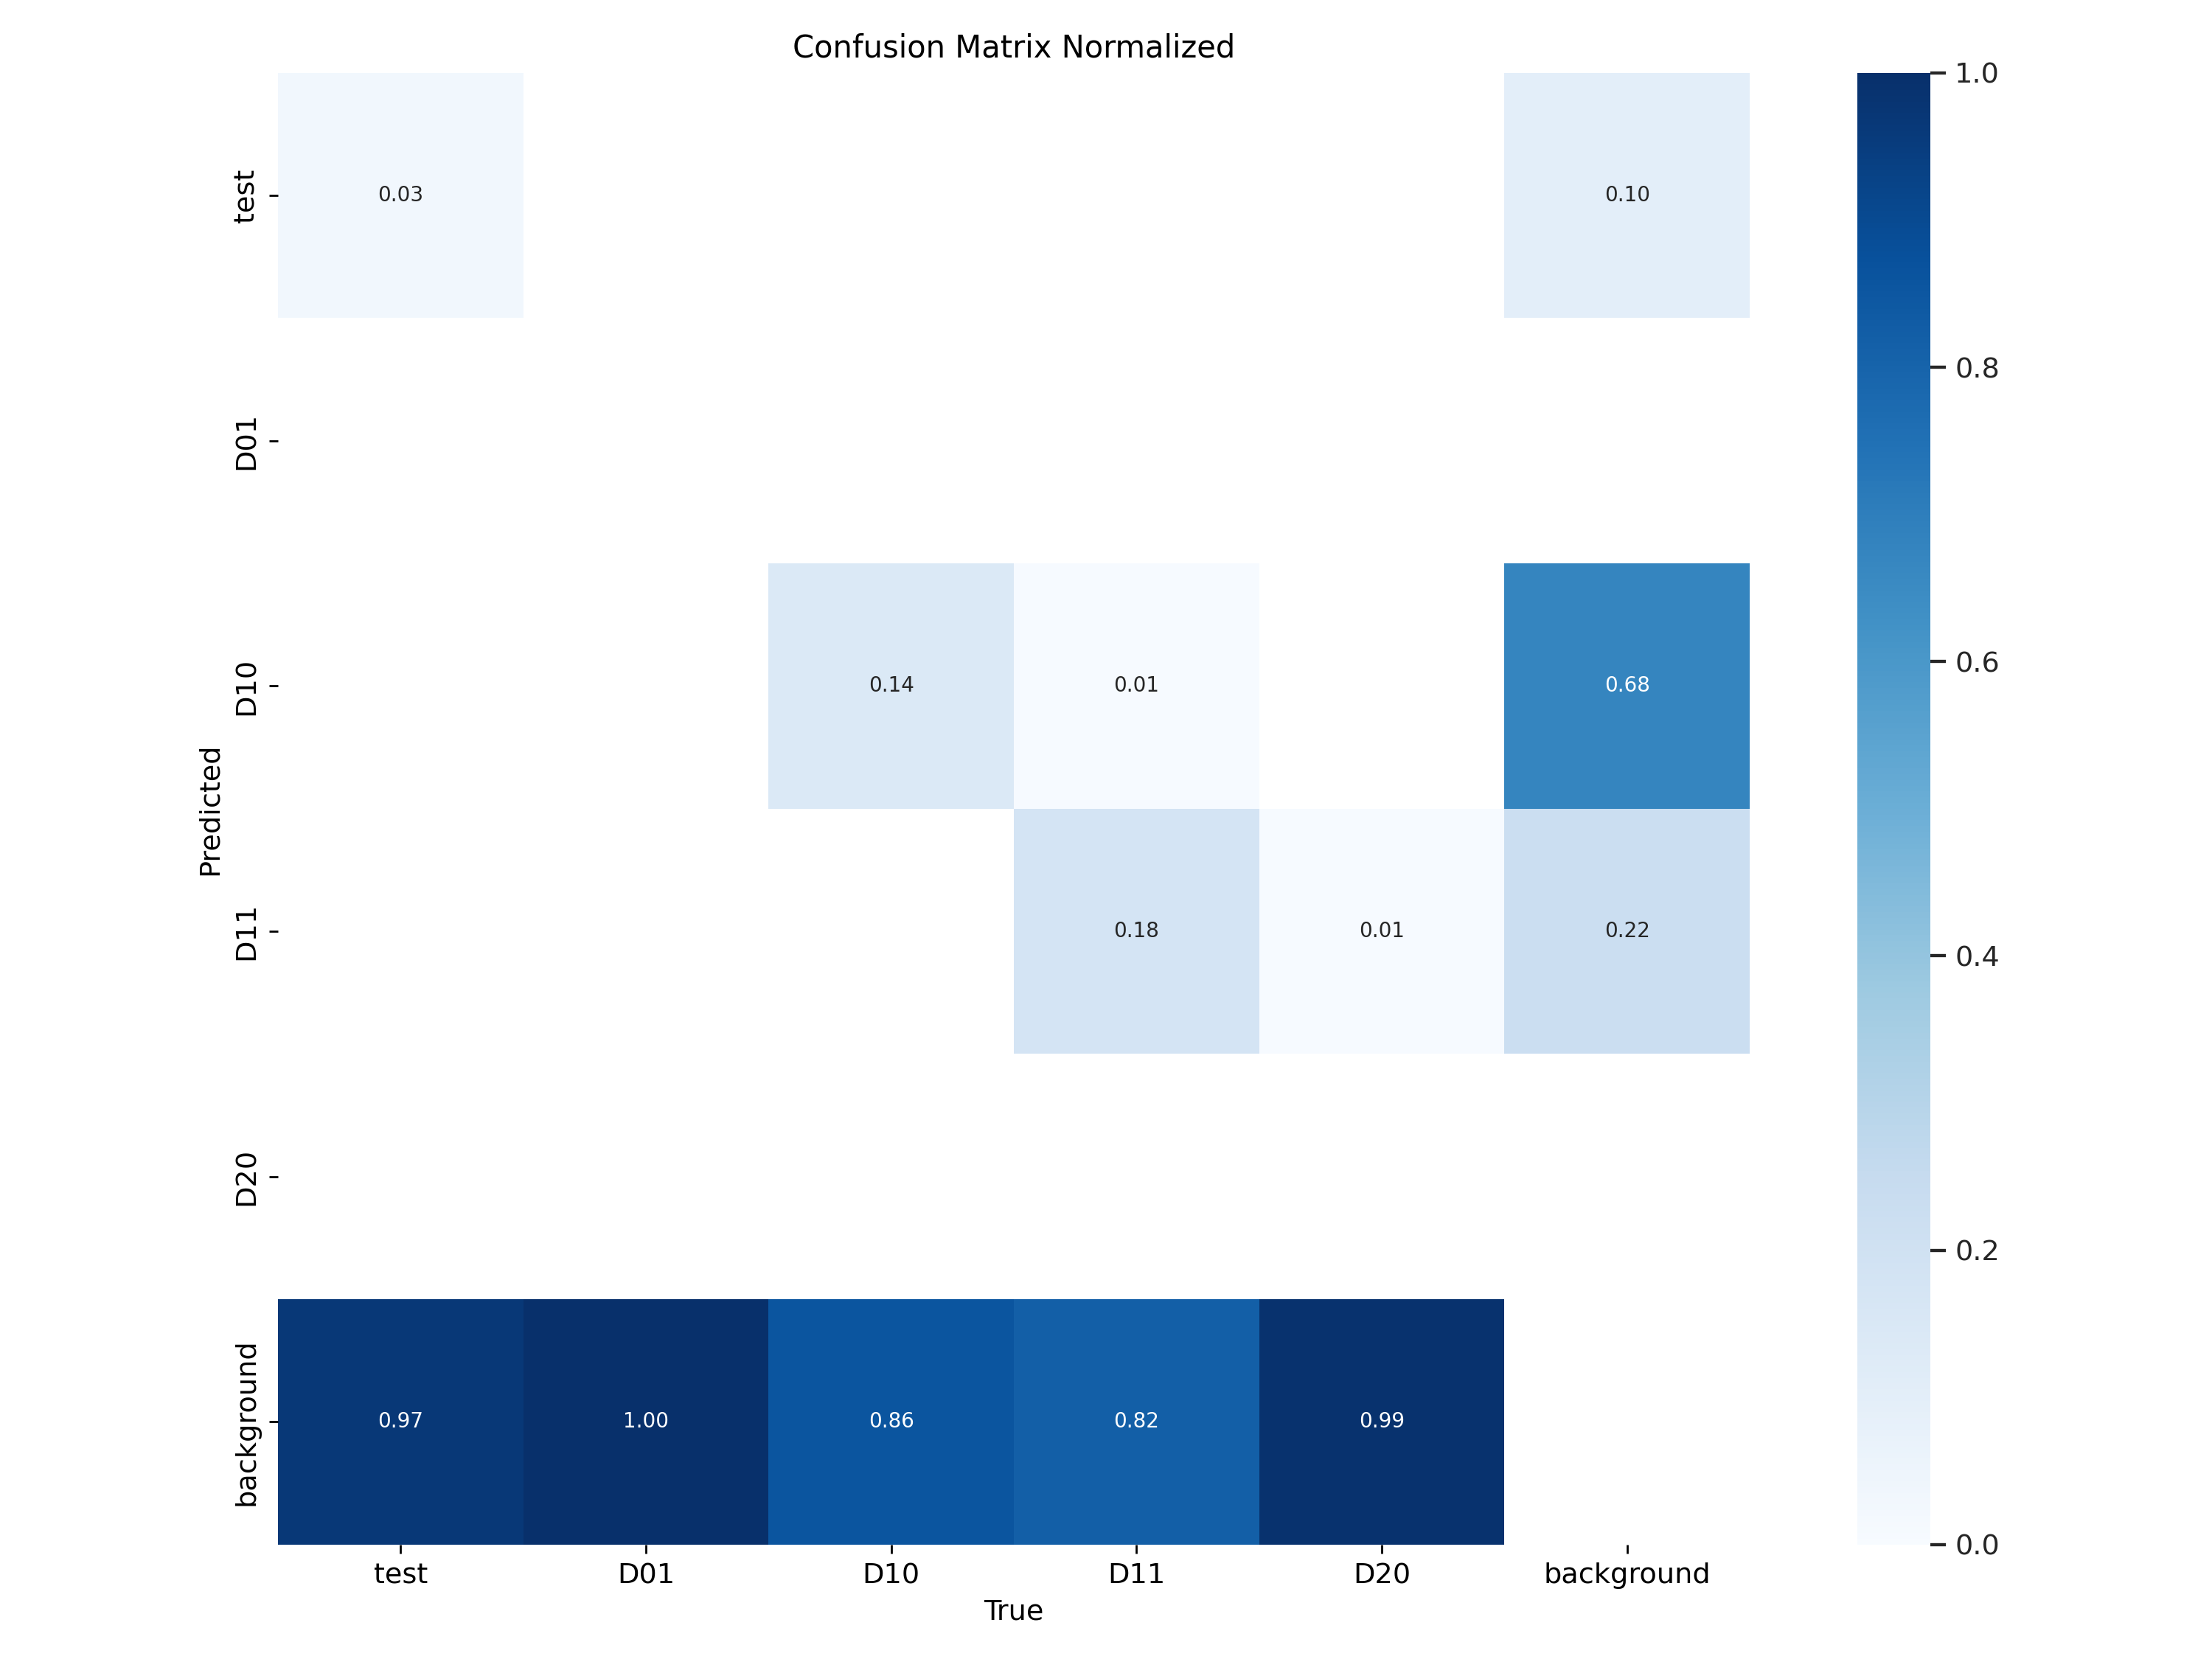 Confusion Matrix Normalized
test
0.03
0.10
D01
D10
0.14
0.01
0.68
D11
0.18
0.01
0.22
D20
background
0.97
1.00
0.86
0.82
0.99
test
D01
D10
D11
D20
background
True
Predicted
1.0
0.8
0.6
0.4
0.2
0.0